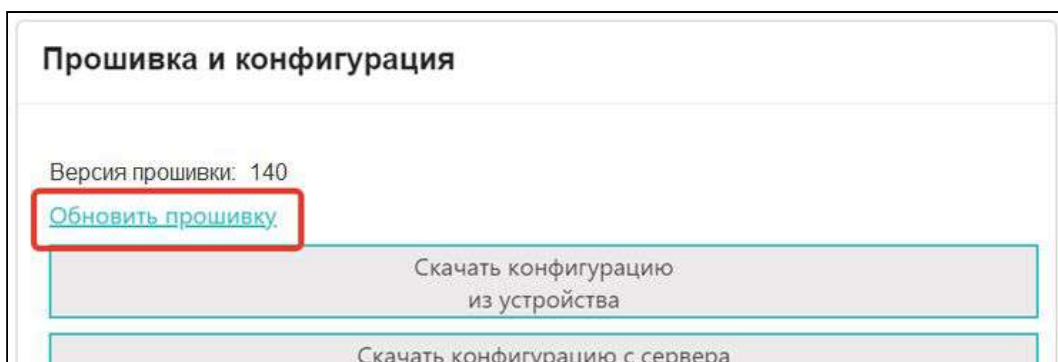 Прошивка и конфигурация
Версия прошивки: 140
Обновить прошивку
Скачать конфигурацию
из устройства
Скачать конфигурацию с сервера